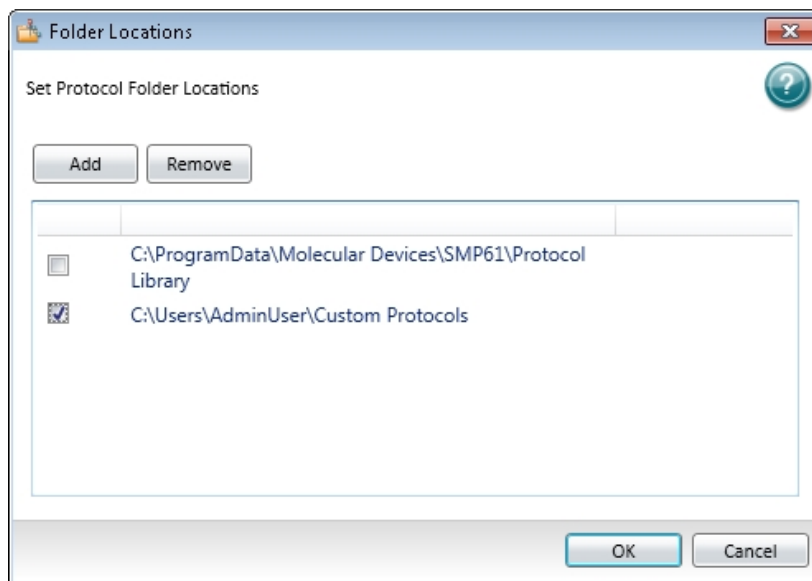 Folder Locations
Set Protocol Folder Locations
?
Add
Remove
C:\ProgramData\Molecular Devices\SMP61\Protocol
Library
C:\Users\AdminUser\Custom Protocols
OK
Cancel